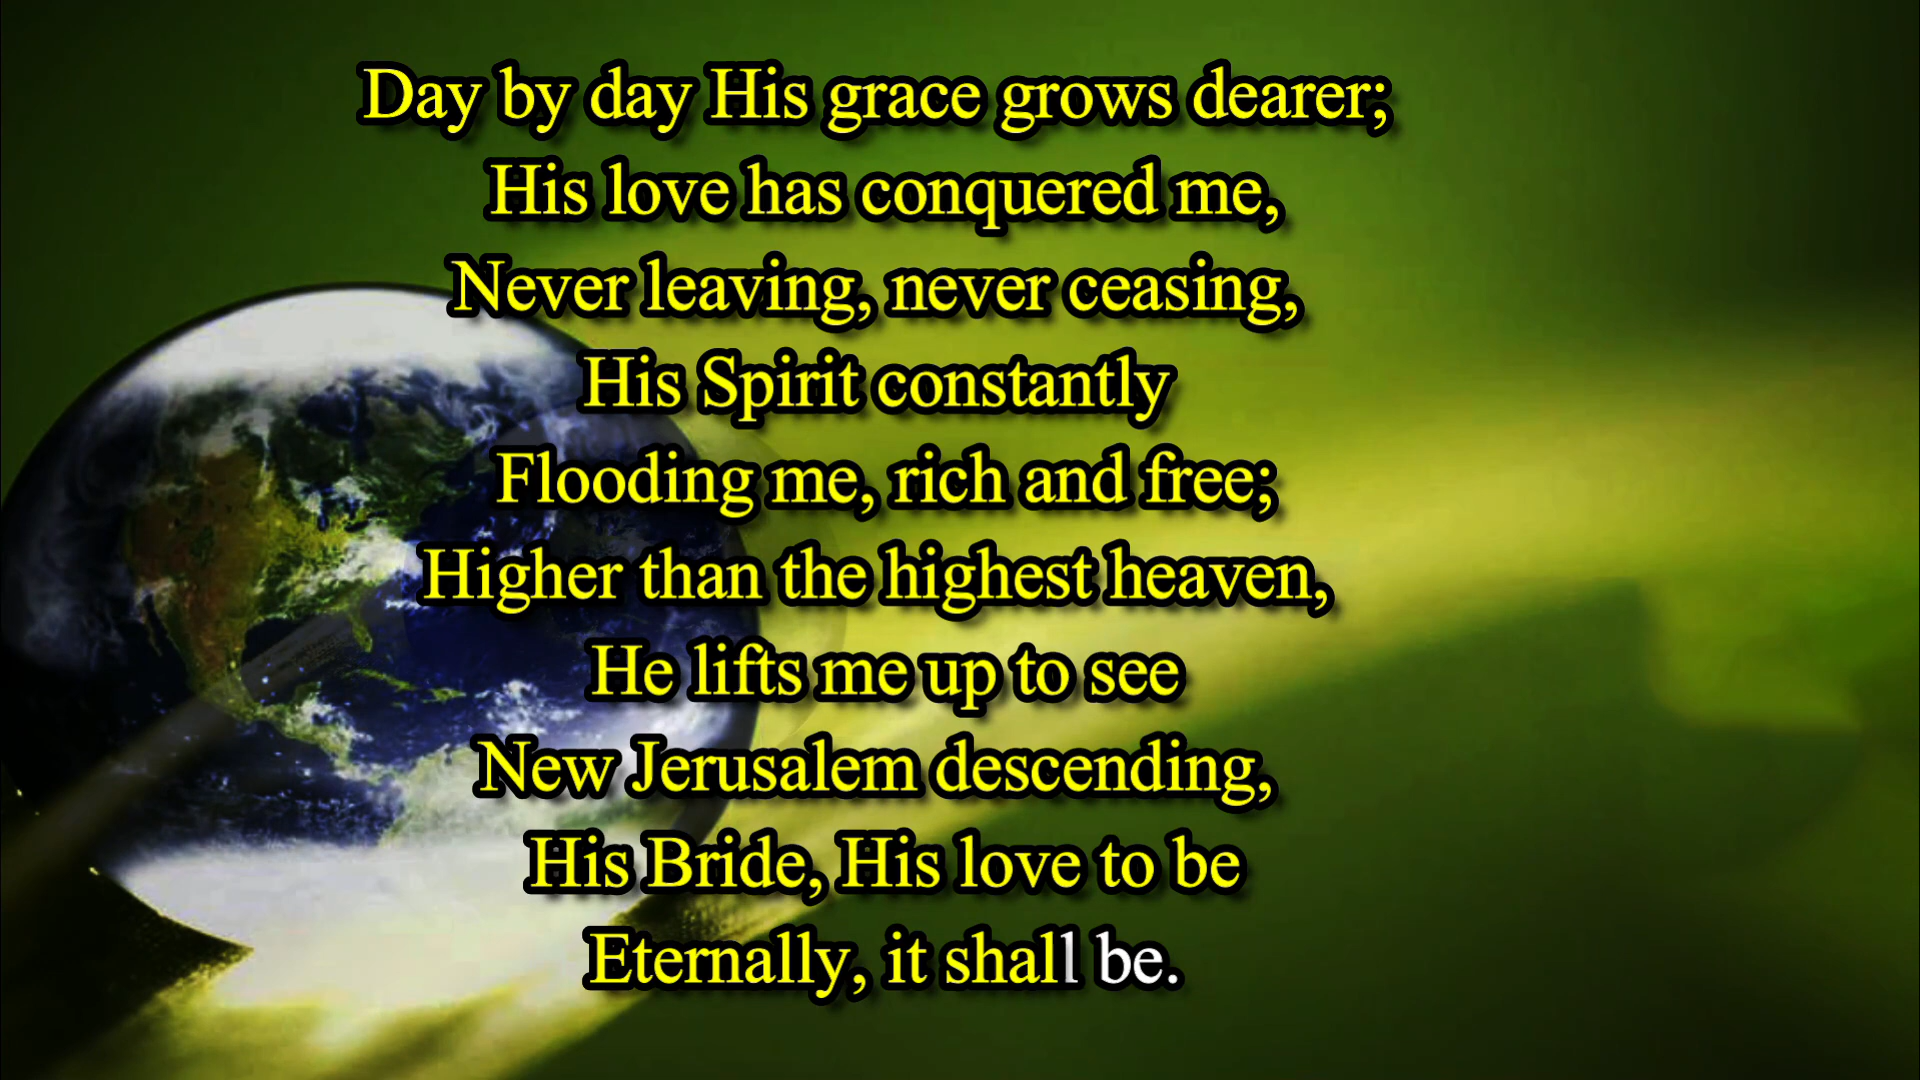 Day by day His grace grows dearer;
His love has conquered me,
Never leaving, never ceasing,
His Spirit constantly
Flooding me, rich and free;
Higher than the highest heaven,
He lifts me up to see
New Jerusalem descending,
His Bride, His love to be
Eternally, it shall be.